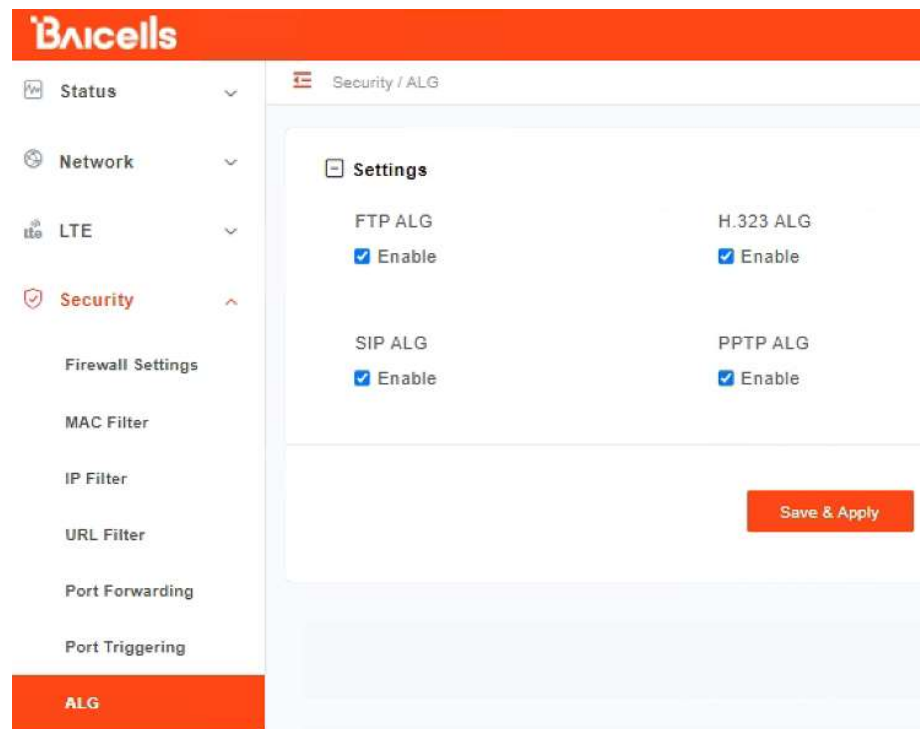 Baicells
Status
Network
LTE
Security
Firewall Settings
MAC Filter
IP Filter
URL Filter
Port Forwarding
Port Triggering
ALG
Security / ALG
Settings
FTP ALG
Enable
H.323 ALG
Enable
SIP ALG
Enable
PPTP ALG
Enable
Save & Apply